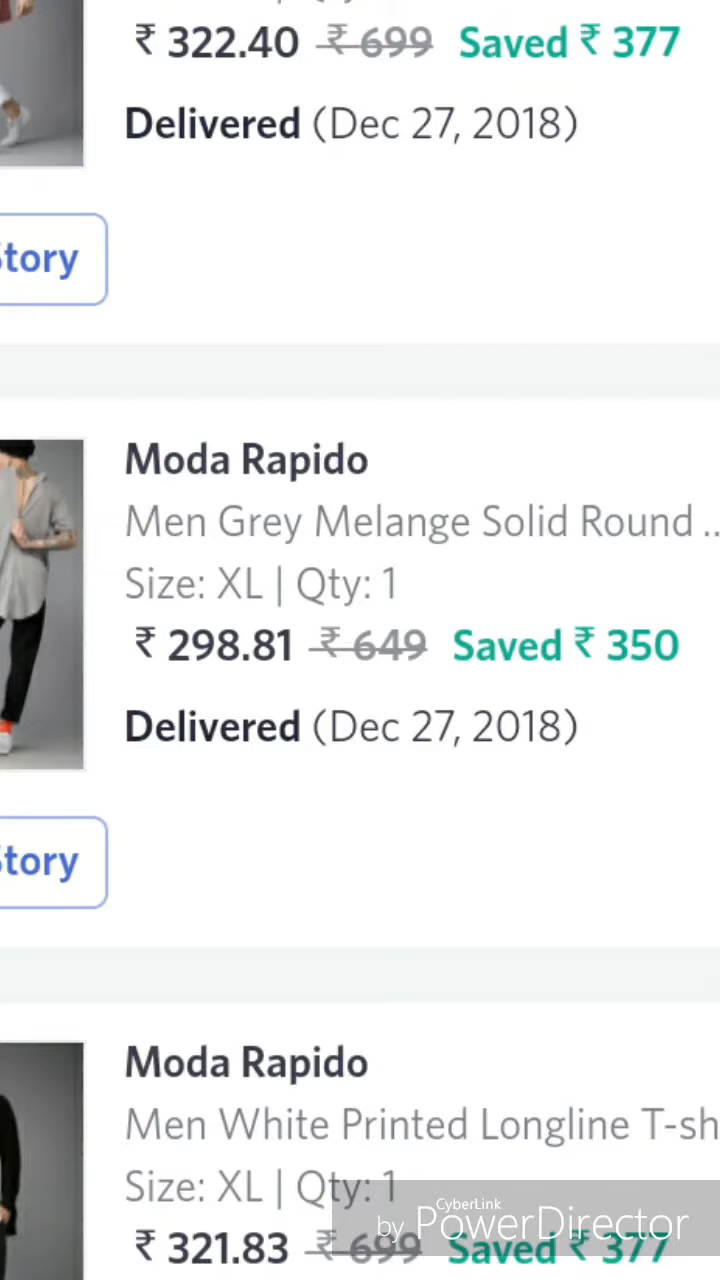 ₹ 322.40 ₹ 699 Saved ₹ 377
Delivered (Dec 27, 2018)
Story
Moda Rapido
Men Grey Melange Solid Round ..
Size: XL | Qty: 1
₹ 298.81 ₹ 649 Saved ₹ 350
Delivered (Dec 27, 2018)
Story
Moda Rapido
Men White Printed Longline T-sh
Size: XL | Qty: 1
₹ 321.83 ₹ 699 Saved ₹ 377
CyberLink
by PowerDirector